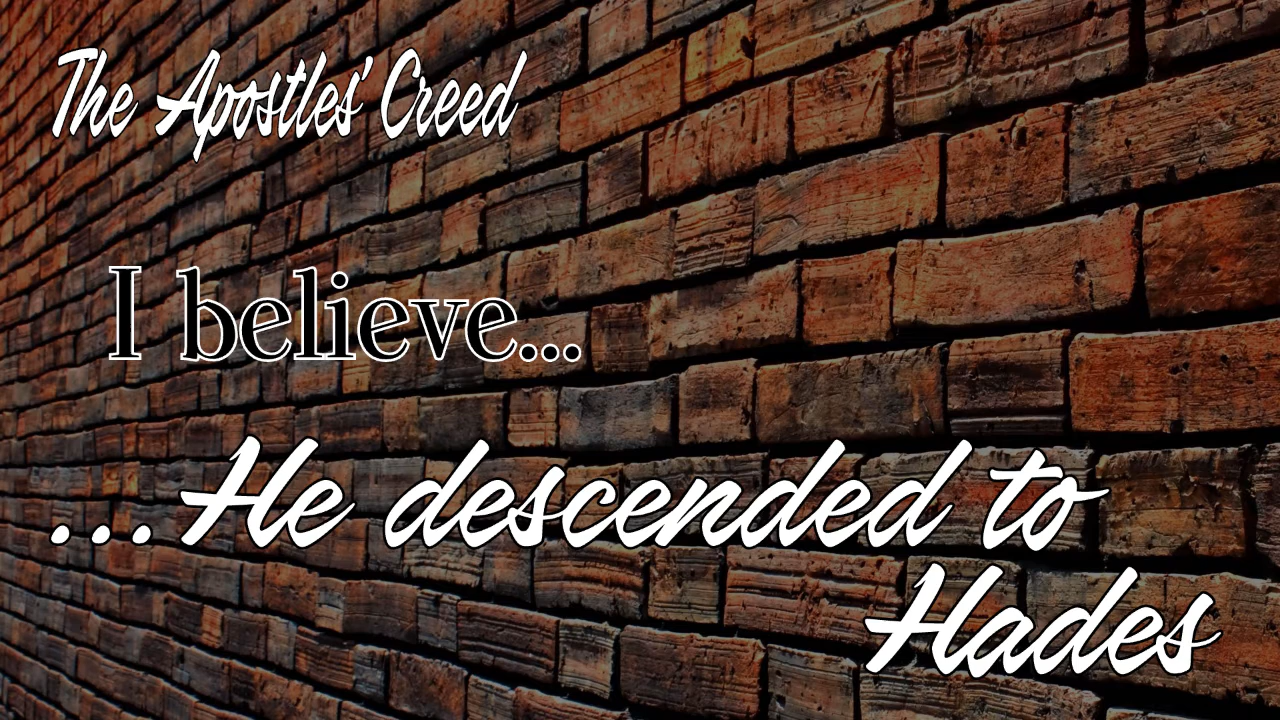 The Apostles' Creed
I believe...
...He descended to
Hades